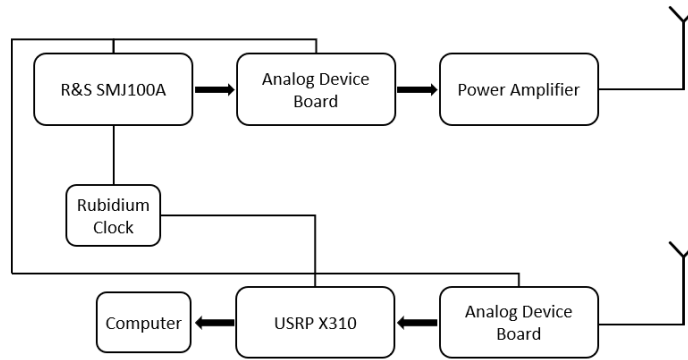 R&S SMJ100A
Analog Device
Board
Power Amplifier
Rubidium
Clock
Computer
USRP X310
Analog Device
Board